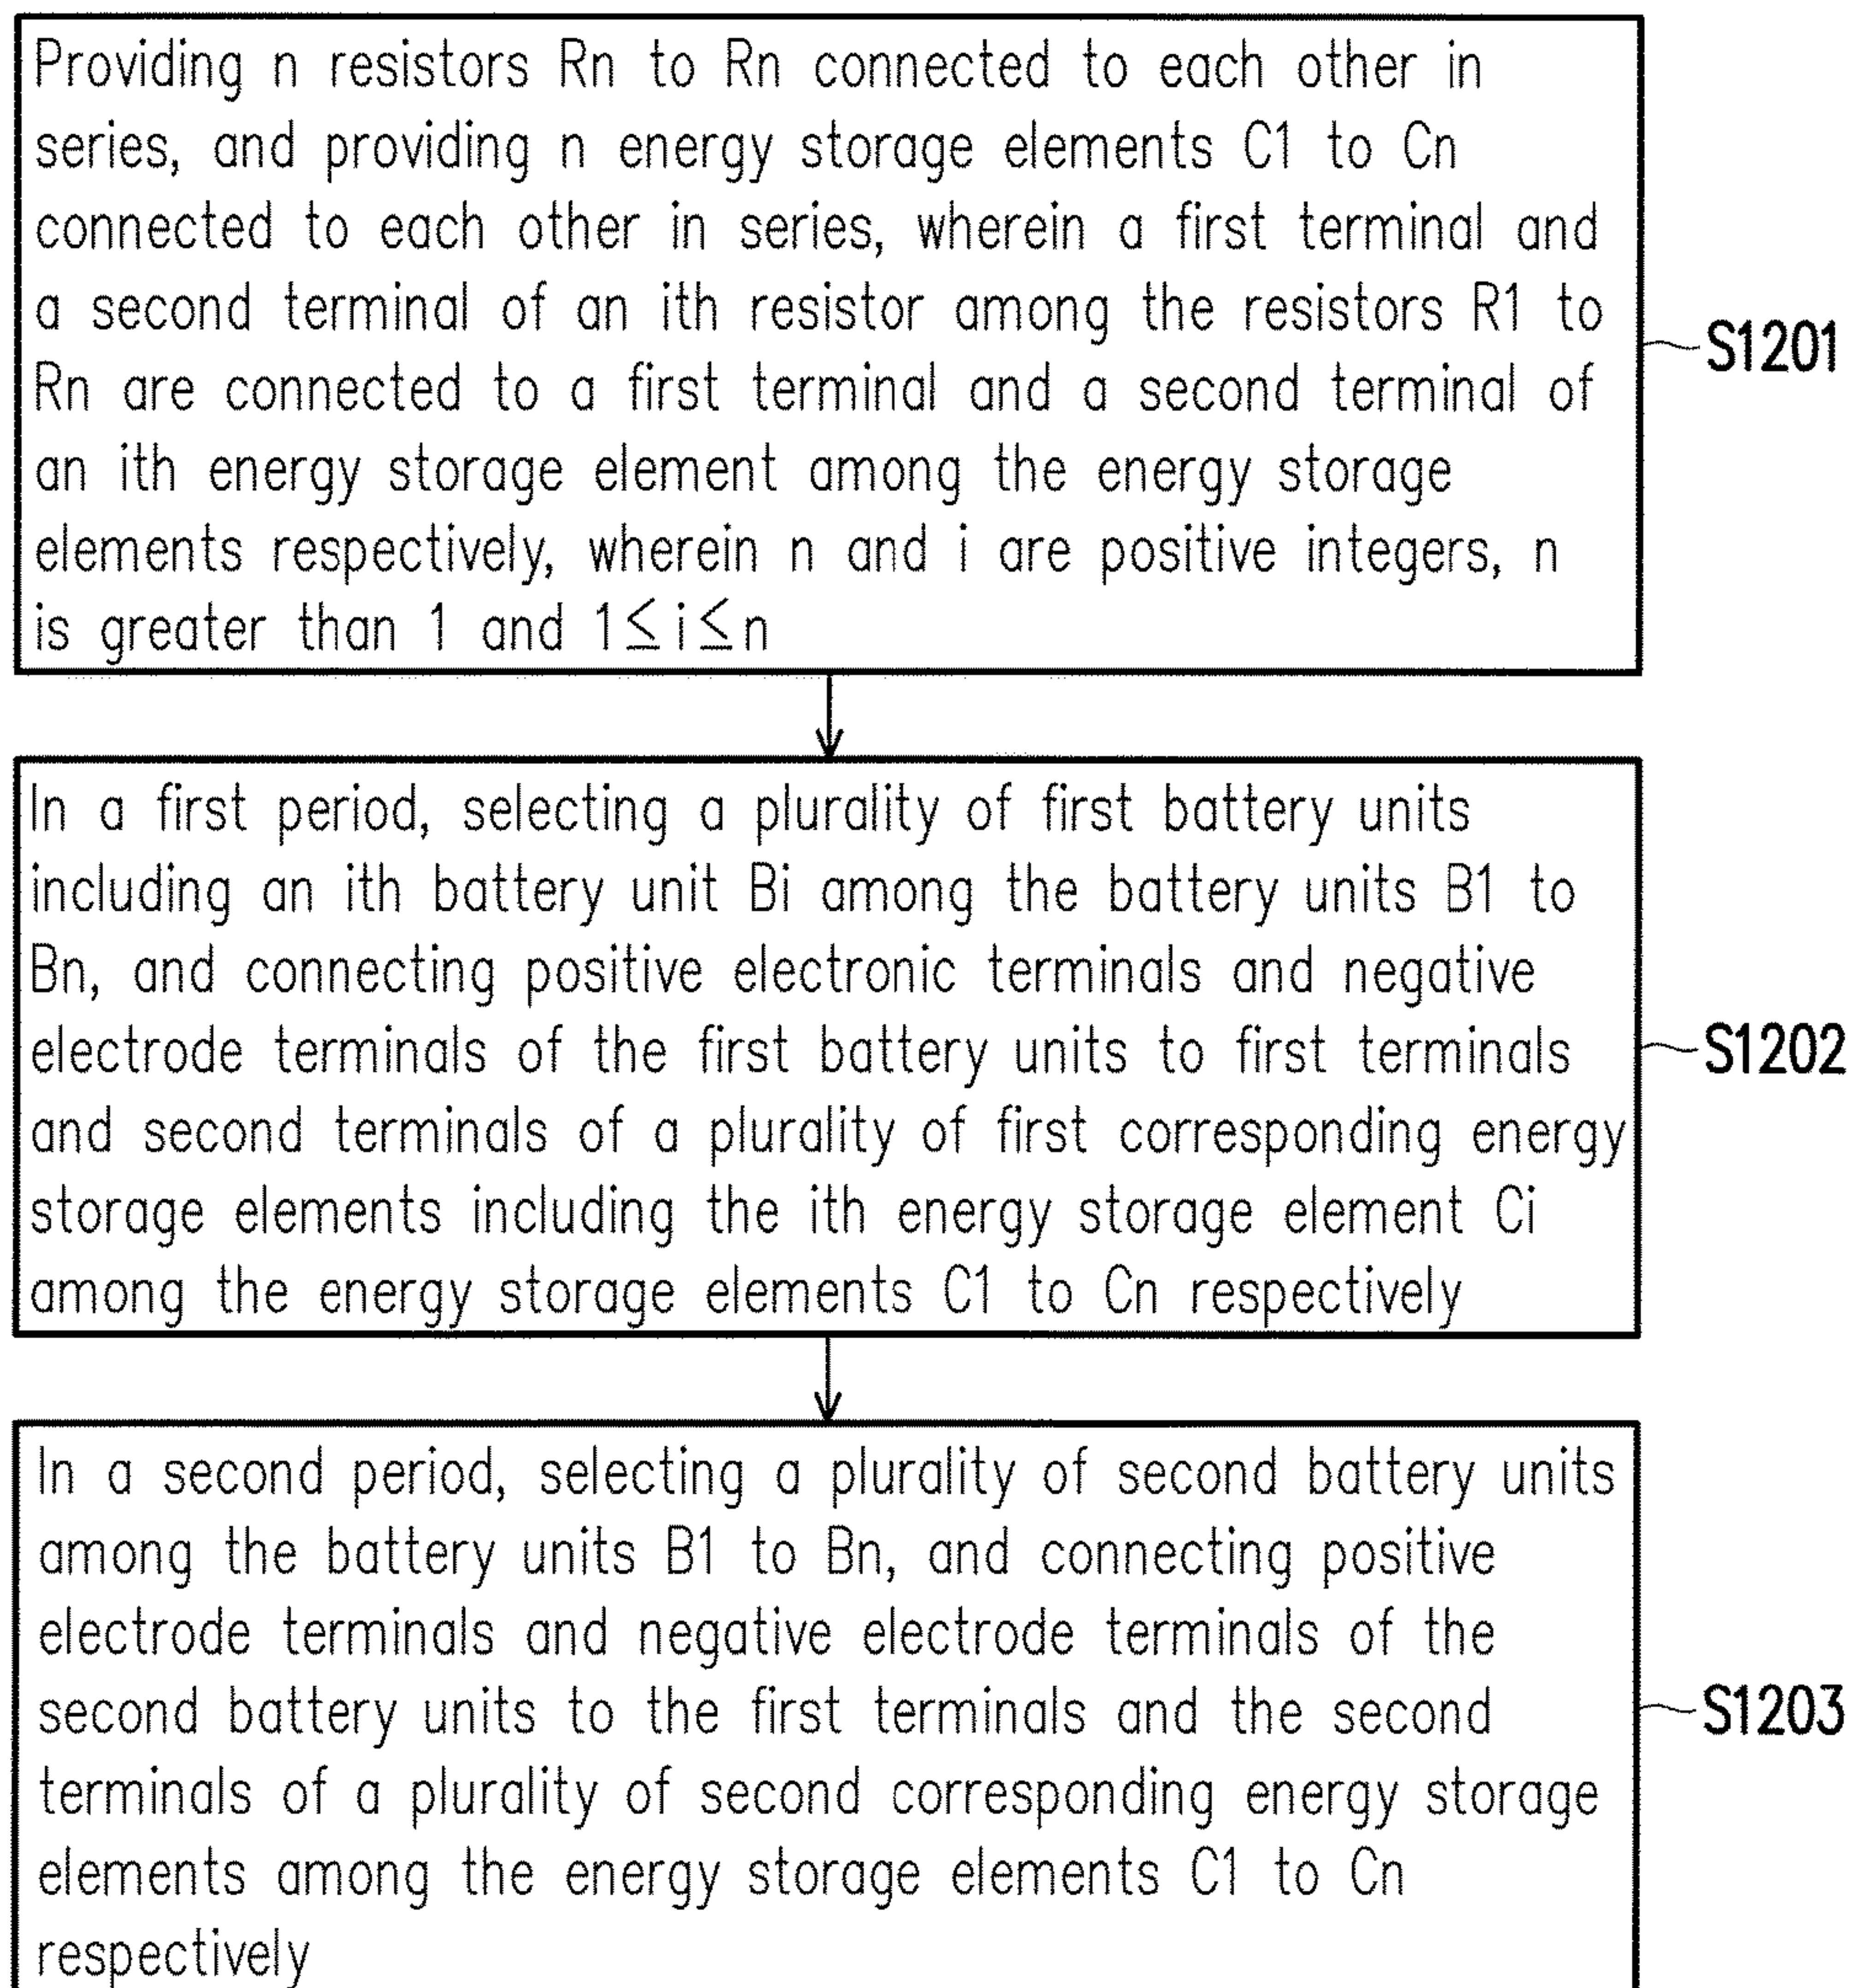 Providing n resistors Rn to Rn connected to each other in
series, and providing n energy storage elements C1 to Cn
connected to each other in series, wherein a first terminal and
a second terminal of an ith resistor among the resistors R1 to
Rn are connected to a first terminal and a second terminal of
an ith energy storage element among the energy storage
elements respectively, wherein n and i are positive integers, n
is greater than 1 and 1≤i≤n
S1201
In a first period, selecting a plurality of first battery units
including an ith battery unit Bi among the battery units B1 to
Bn, and connecting positive electronic terminals and negative
electrode terminals of the first battery units to first terminals
and second terminals of a plurality of first corresponding energy
storage elements including the ith energy storage element Ci
among the energy storage elements C1 to Cn respectively
S1202
In a second period, selecting a plurality of second battery units
among the battery units B1 to Bn, and connecting positive
electrode terminals and negative electrode terminals of the
second battery units to the first terminals and the second
terminals of a plurality of second corresponding energy storage
elements among the energy storage elements C1 to Cn
respectively
S1203